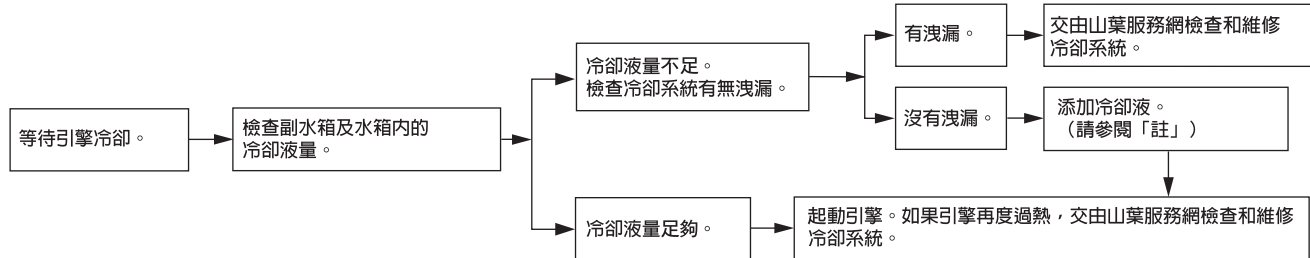 等待引擎冷卻。
檢查副水箱及水箱內的
冷卻液量。
冷卻液量不足。
檢查冷卻系統有無洩漏。
有洩漏。
交由山葉服務網檢查和維修
冷卻系統。
沒有洩漏。
添加冷卻液。
（請參閱「註」）
冷卻液量足夠。
起動引擎。如果引擎再度過熱，交由山葉服務網檢查和維修
冷卻系統。